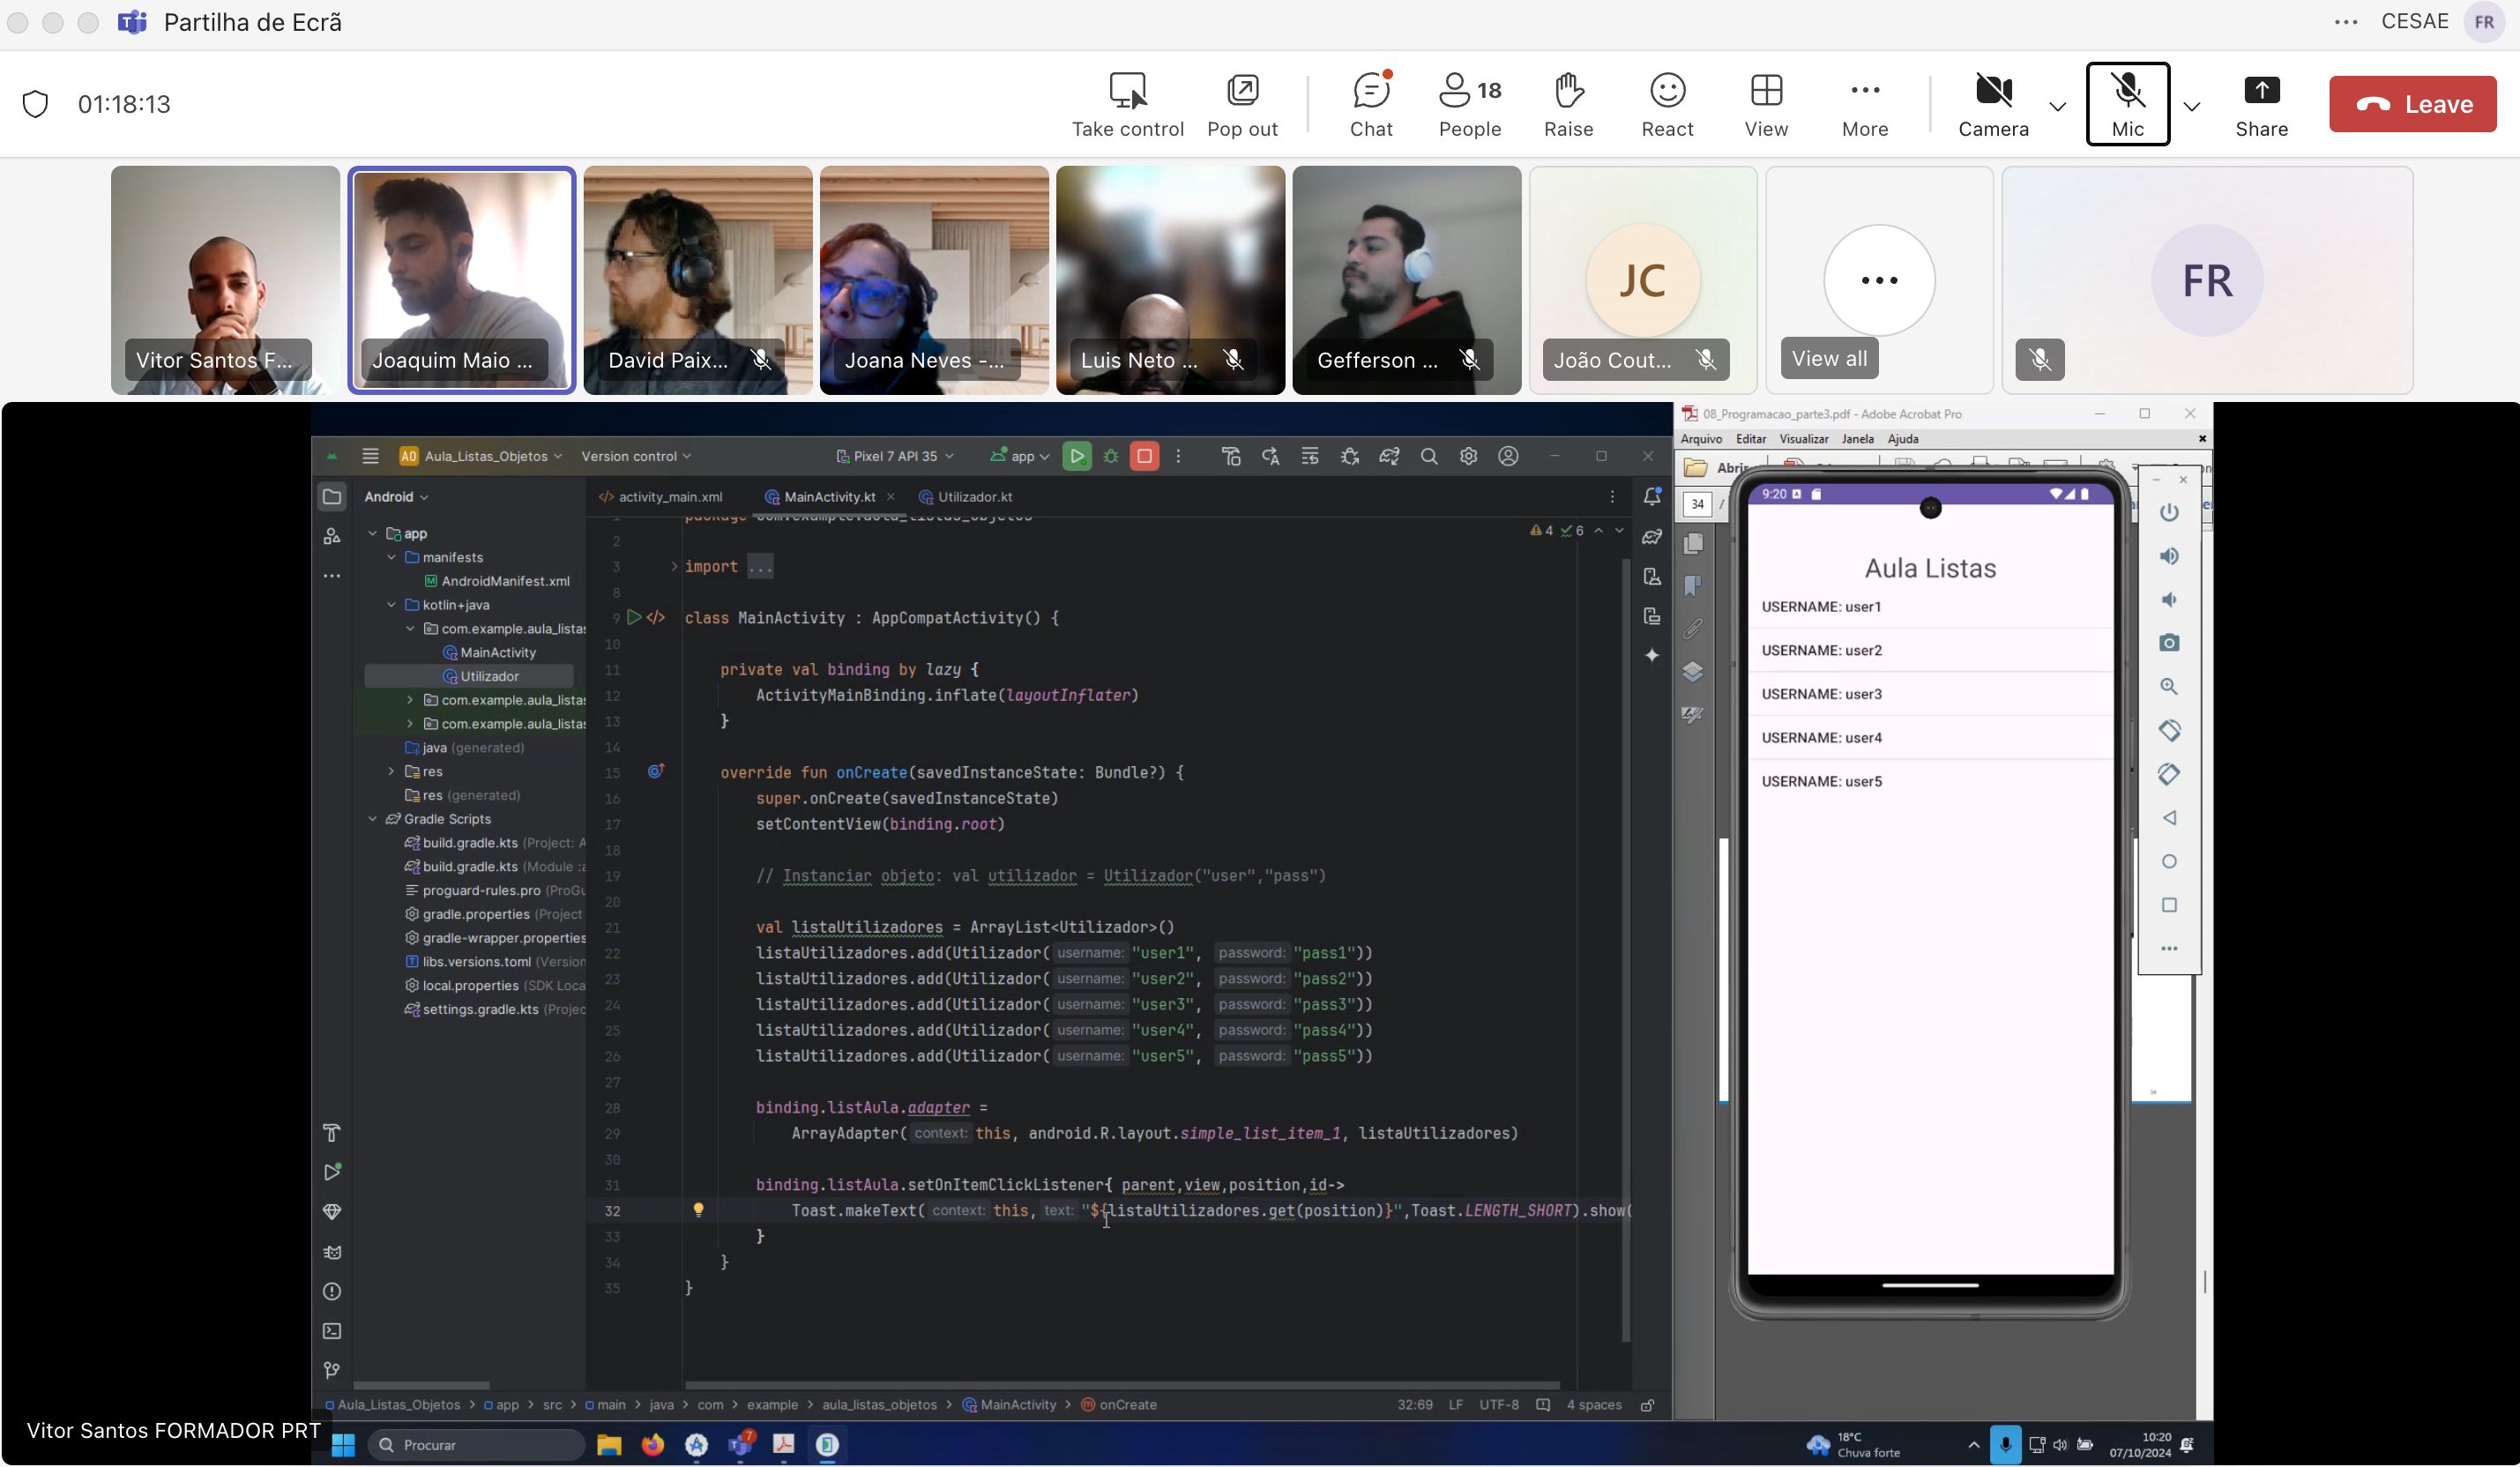 Partilha de Ecrã
CESAE
FR
01:18:13
Take control
Pop out
Chat
18
People
Raise
React
View
More
Camera
Mic
Share
Leave
Vitor Santos F...
Joaquim Maio ...
David Paix...
Joana Neves -...
Luis Neto ...
Gefferson ...
JC
João Cout...
View all
FR
AO Aula_Listas_Objetos
Version control
Pixel 7 API 35
app
Android
app
manifests
AndroidManifest.xml
kotlin+java
com.example.aula_listas
MainActivity
Utilizador
com.example.aula_listas
com.example.aula_listas
java (generated)
res
res (generated)
Gradle Scripts
build.gradle.kts (Project: A
build.gradle.kts (Module :a
proguard-rules.pro (ProGu
gradle.properties (Project
gradle-wrapper.properties
libs.versions.toml (Version
local.properties (SDK Loca
settings.gradle.kts (Projec
activity_main.xml
MainActivity.kt
Utilizador.kt
4 6
1 package com.example.aula_listas_objetos
2
3 import ...
8
9 class MainActivity : AppCompatActivity() {
10
11 private val binding by lazy {
12 ActivityMainBinding.inflate(layoutInflater)
13 }
14
15 override fun onCreate(savedInstanceState: Bundle?) {
16 super.onCreate(savedInstanceState)
17 setContentView(binding.root)
18
19 // Instanciar objeto: val utilizador = Utilizador("user","pass")
20
21 val listaUtilizadores = ArrayList<Utilizador>()
22 listaUtilizadores.add(Utilizador( username: "user1", password: "pass1"))
23 listaUtilizadores.add(Utilizador( username: "user2", password: "pass2"))
24 listaUtilizadores.add(Utilizador( username: "user3", password: "pass3"))
25 listaUtilizadores.add(Utilizador( username: "user4", password: "pass4"))
26 listaUtilizadores.add(Utilizador( username: "user5", password: "pass5"))
27
28 binding.listAula.adapter =
29 ArrayAdapter( context: this, android.R.layout.simple_list_item_1, listaUtilizadores)
30
31 binding.listAula.setOnItemClickListener{ parent,view,position,id->
32 Toast.makeText( context: this, text: "${listaUtilizadores.get(position)}",Toast.LENGTH_SHORT).show(
33 }
34 }
35 }
Aula_Listas_Objetos > app > src > main > java > com > example > aula_listas_objetos > MainActivity > onCreate
32:69 LF UTF-8 4 spaces
08_Programacao_parte3.pdf - Adobe Acrobat Pro
Arquivo Editar Visualizar Janela Ajuda
Abrir
34 /
9:20
Aula Listas
USERNAME: user1
USERNAME: user2
USERNAME: user3
USERNAME: user4
USERNAME: user5
Vitor Santos FORMADOR PRT
Procurar
7
18°C
Chuva forte
10:20
07/10/2024